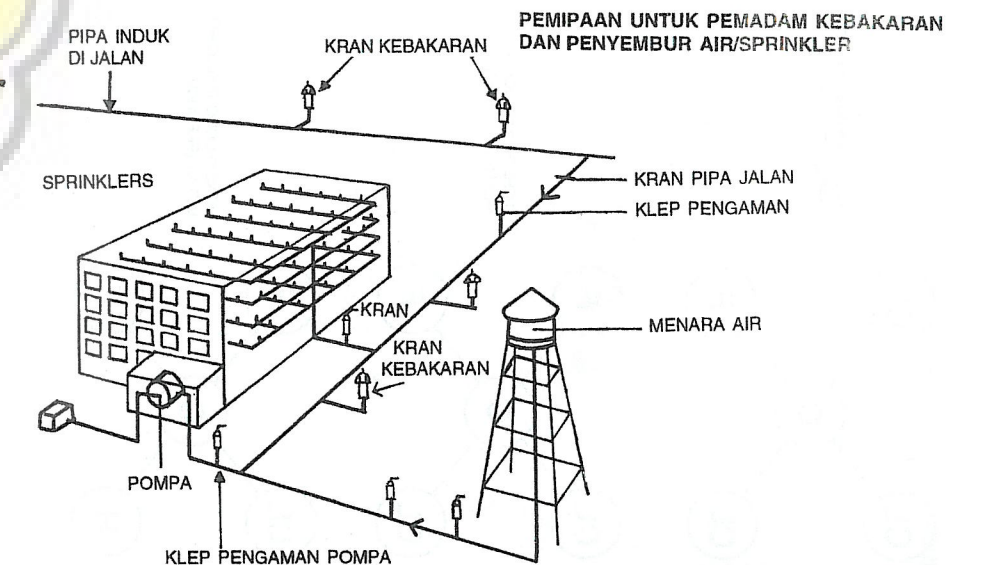 PEMIPAAN UNTUK PEMADAM KEBAKARAN
DAN PENYEMBUR AIR/SPRINKLER
PIPA INDUK
DI JALAN
KRAN KEBAKARAN
SPRINKLERS
KRAN PIPA JALAN
KLEP PENGAMAN
KRAN
MENARA AIR
KRAN
KEBAKARAN
POMPA
KLEP PENGAMAN POMPA